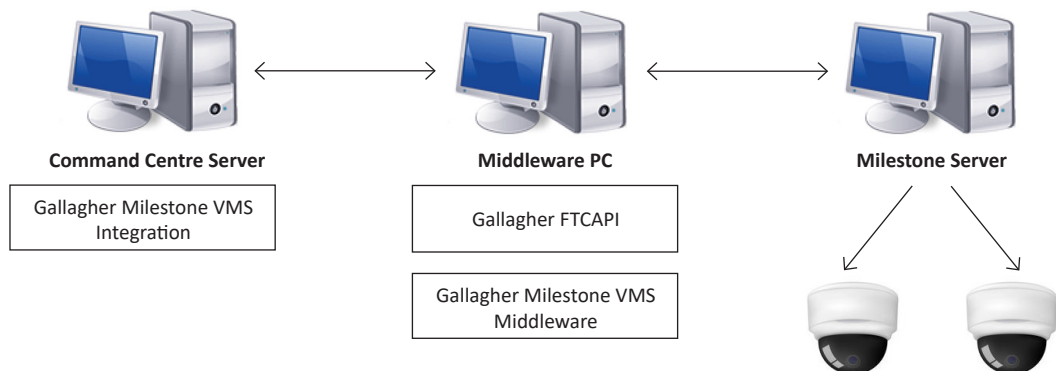 Command Centre Server
Middleware PC
Milestone Server
Gallagher Milestone VMS
Integration
Gallagher FTCAPI
Gallagher Milestone VMS
Middleware